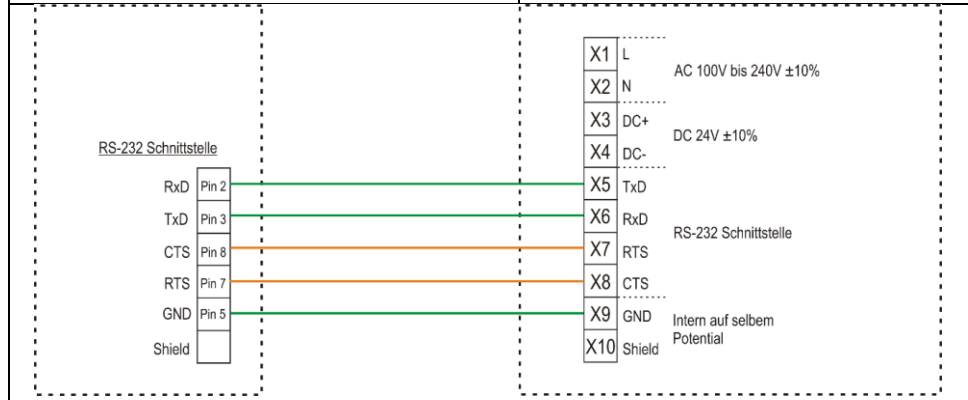 RS-232 Schnittstelle
RxD Pin 2
TxD Pin 3
CTS Pin 8
RTS Pin 7
GND Pin 5
Shield
X1 L
X2 N
AC 100V bis 240V ±10%
X3 DC+
X4 DC-
DC 24V ±10%
X5 TxD
X6 RxD
X7 RTS
X8 CTS
RS-232 Schnittstelle
X9 GND
X10 Shield
Intern auf selbem
Potential